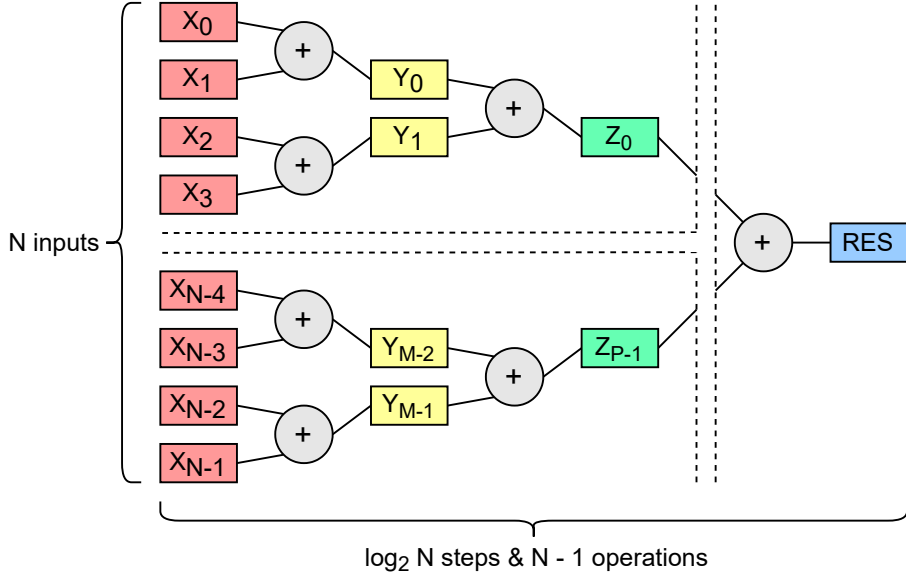 X0
+
X1
Y0
+
X2
Y1
Z0
+
X3
N inputs
+
RES
XN-4
+
XN-3
YM-2
ZP-1
+
XN-2
YM-1
+
XN-1
log2 N steps & N - 1 operations